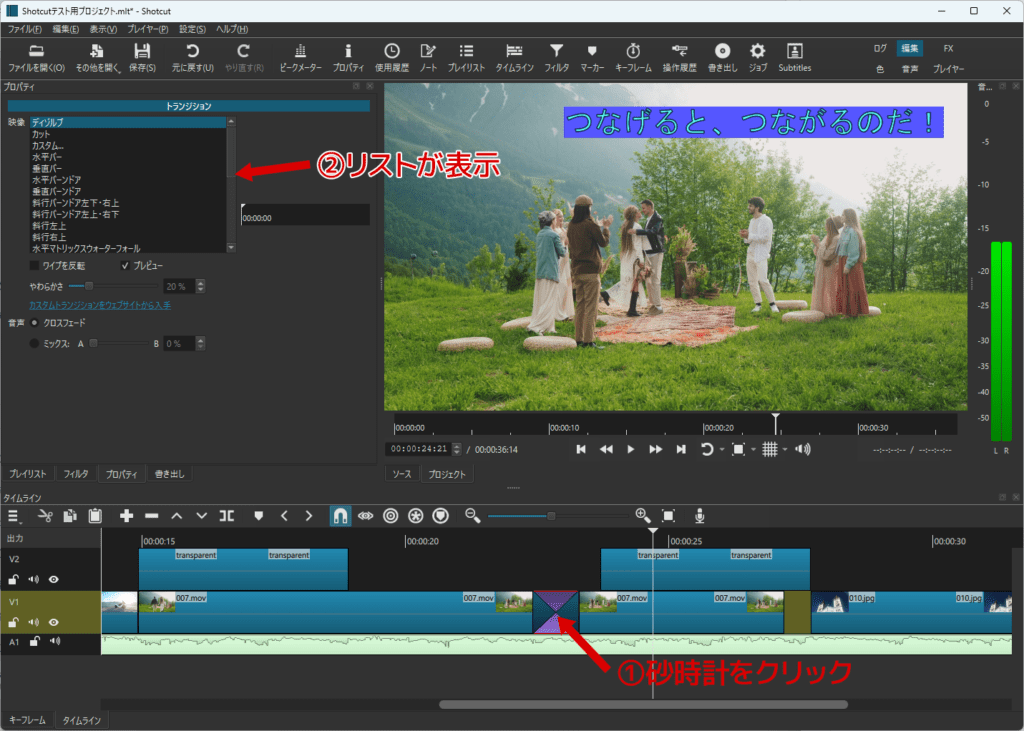 Shotcutテスト用プロジェクト.mlt* - Shotcut
ファイル(F) 編集(E) 表示(V) プレイヤー(P) 設定(S) ヘルプ(H)
ファイルを開く(O) その他を開く 保存(S) 元に戻す(U) やり直す(R) ピークメーター プロパティ 使用履歴 ノート プレイリスト タイムライン フィルタ マーカー キーフレーム 操作履歴 書き出し ジョブ Subtitles
ログ 編集 FX
色 音声 プレイヤー
プロパティ
音...
トランジション
映像
ディゾルブ
カット
カスタム...
水平バー
垂直バー
水平バーンドア
垂直バーンドア
斜行バーンドア左下・右上
斜行バーンドア左上・右下
斜行左上
斜行右上
水平マトリックスウォーターフォール
00:00:00
②リストが表示
ワイプを反転 プレビュー
やわらかさ 20 %
カスタムトランジションをウェブサイトから入手
音声 クロスフェード
ミックス: A B 0 %
つなげると、つながるのだ！
0
-5
-10
-15
-20
-25
-30
-35
-40
-50
L R
00:00:00 00:00:10 00:00:20 00:00:30
00:00:24:21 / 00:00:36:14
--:--:--:-- / --:--:--:--
プレイリスト フィルタ プロパティ 書き出し
ソース プロジェクト
タイムライン
出力
00:00:15 00:00:20 00:00:25 00:00:30
V2
transparent transparent transparent transparent
V1
007.mov 007.mov 007.mov 007.mov 010.jpg 010.jpg
A1
①砂時計をクリック
キーフレーム タイムライン